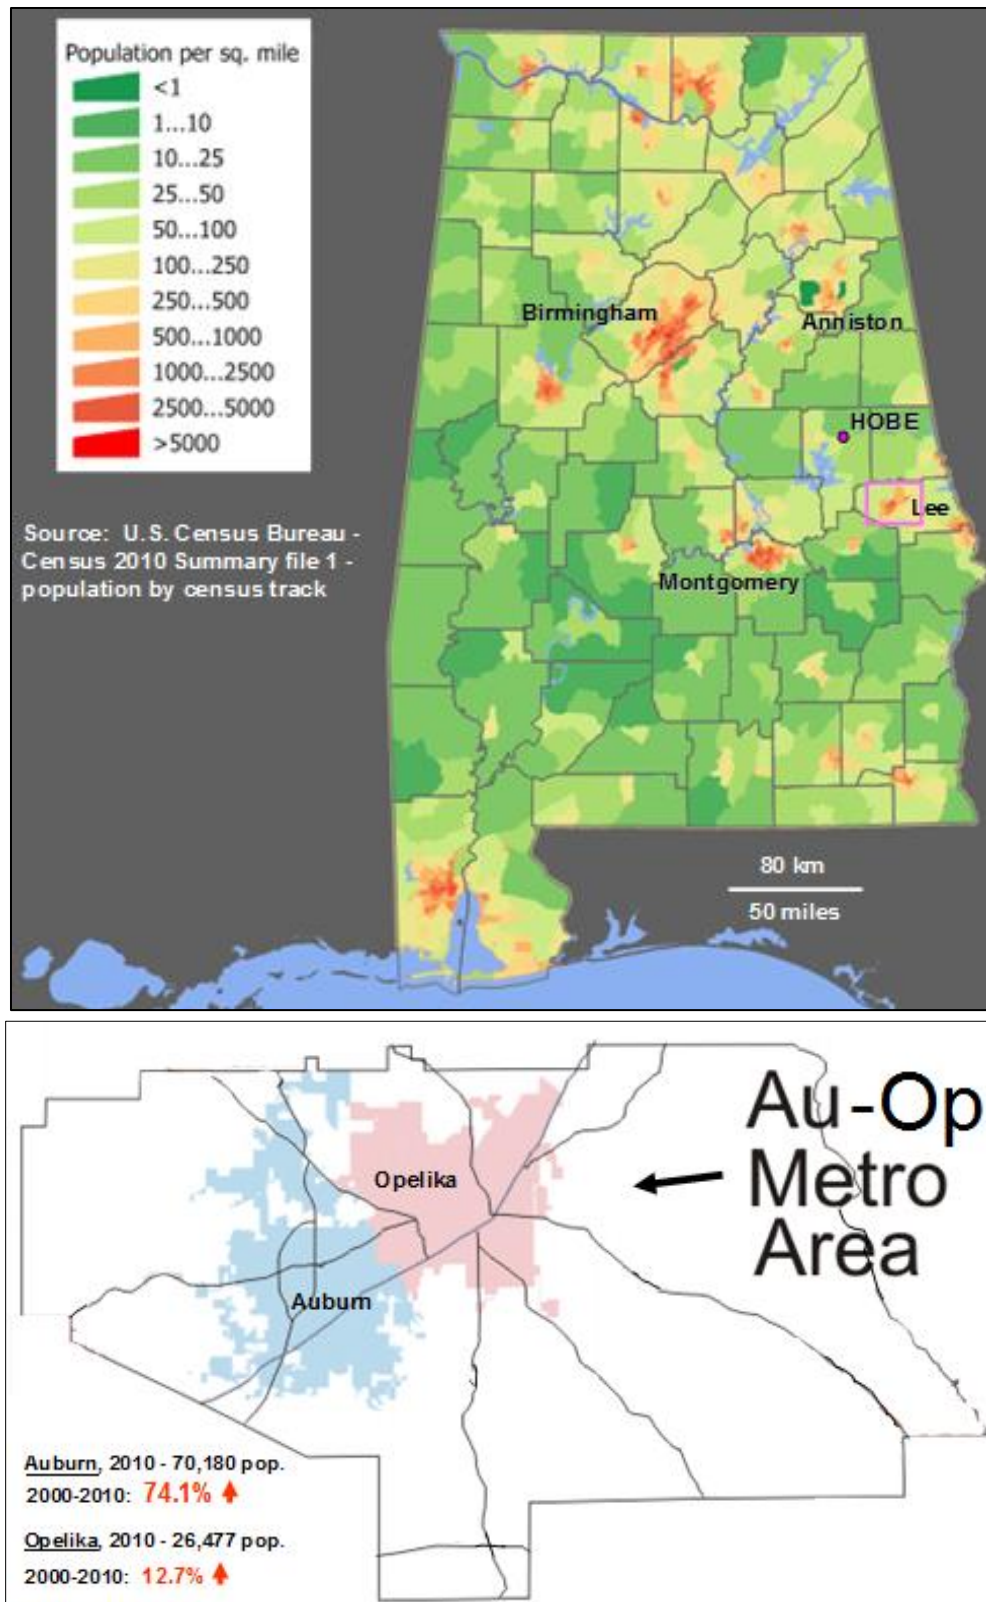 Population per sq. mile
<1
1...10
10...25
25...50
50...100
100...250
250...500
500...1000
1000...2500
2500...5000
>5000
Birmingham
Anniston
HOBE
Lee
Montgomery
Source: U.S. Census Bureau -
Census 2010 Summary file 1 -
population by census track
80 km
50 miles
Au-Op
Metro
Area
Opelika
Auburn
Auburn, 2010 - 70,180 pop.
2000-2010: 74.1%
Opelika, 2010 - 26,477 pop.
2000-2010: 12.7%